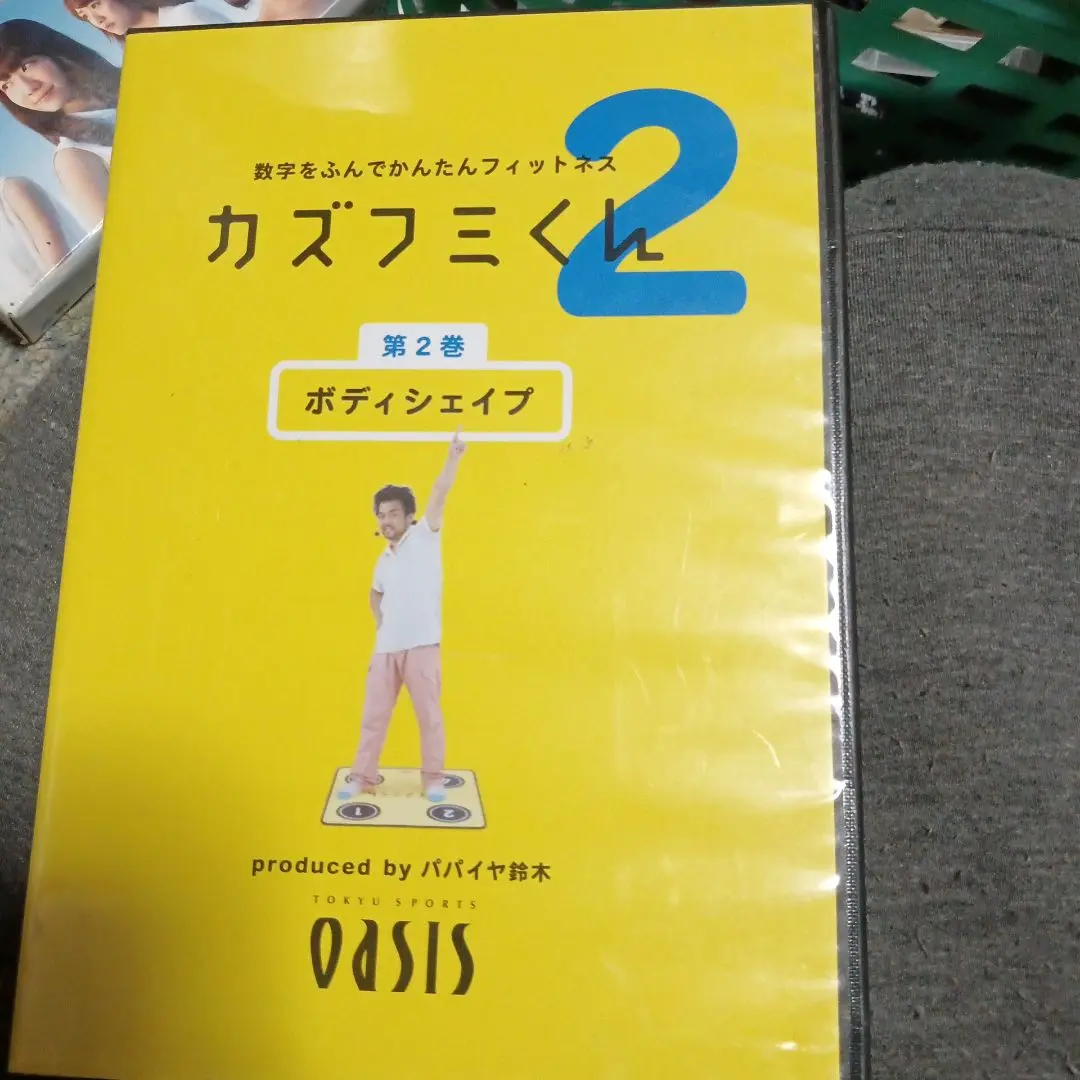 数字をふんでかんたんフィットネス
カズフミくん2
第2巻
ボディシェイプ
1
2
produced by パパイヤ鈴木
TOKYU SPORTS
OASIS